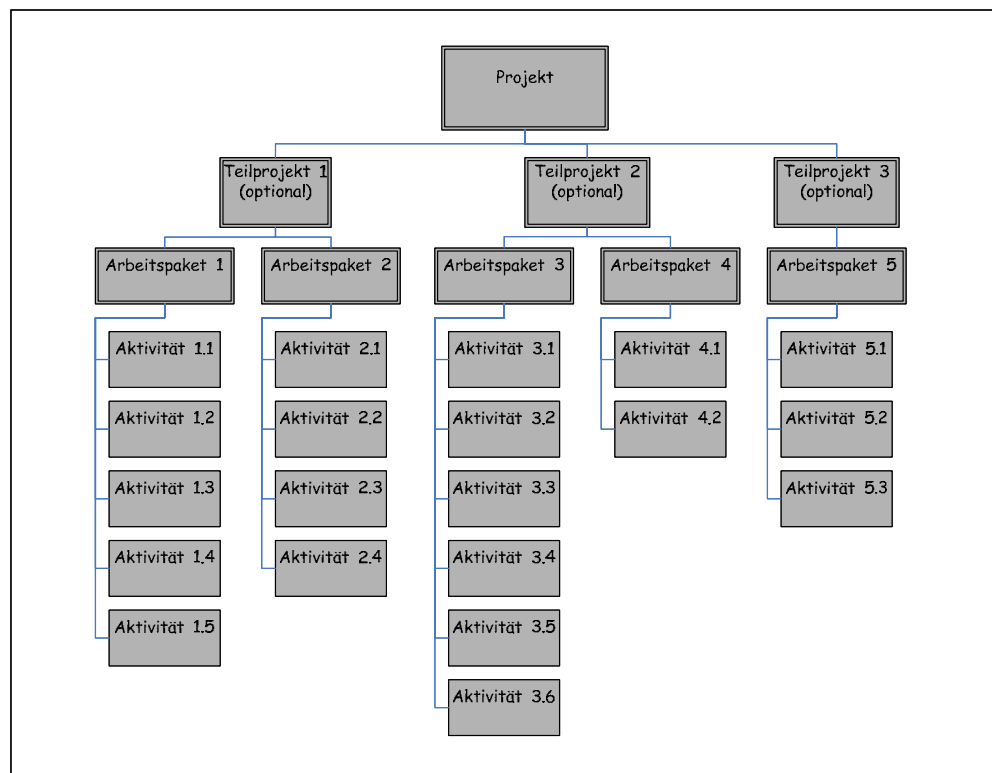 Projekt
Teilprojekt 1
(optional)
Teilprojekt 2
(optional)
Teilprojekt 3
(optional)
Arbeitspaket 1
Arbeitspaket 2
Arbeitspaket 3
Arbeitspaket 4
Arbeitspaket 5
Aktivität 1.1
Aktivität 1.2
Aktivität 1.3
Aktivität 1.4
Aktivität 1.5
Aktivität 2.1
Aktivität 2.2
Aktivität 2.3
Aktivität 2.4
Aktivität 3.1
Aktivität 3.2
Aktivität 3.3
Aktivität 3.4
Aktivität 3.5
Aktivität 3.6
Aktivität 4.1
Aktivität 4.2
Aktivität 5.1
Aktivität 5.2
Aktivität 5.3